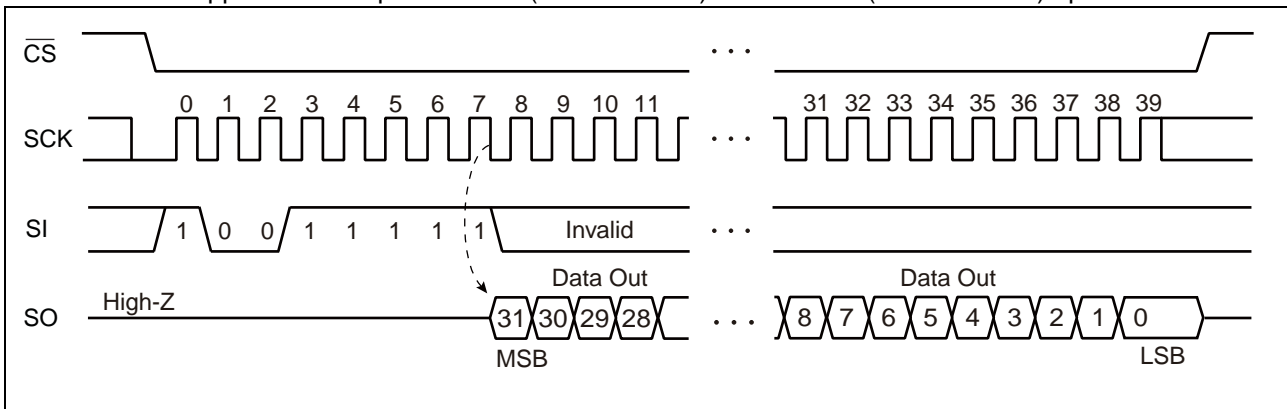 CS
0 1 2 3 4 5 6 7 8 9 10 11 31 32 33 34 35 36 37 38 39
SCK
SI 1 0 0 1 1 1 1 1 Invalid
Data Out Data Out
High-Z
SO 31 30 29 28 8 7 6 5 4 3 2 1 0
MSB LSB